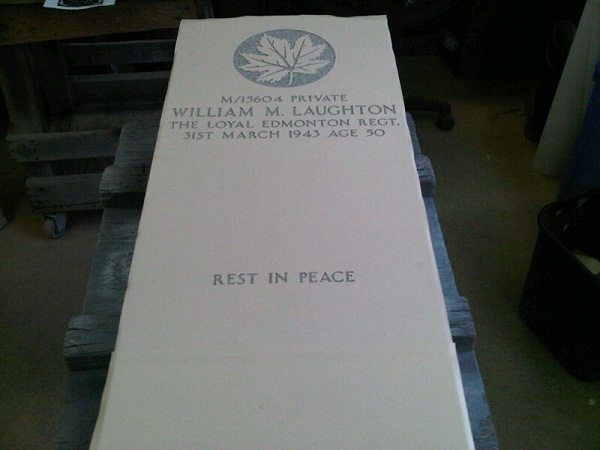 M/15604 PRIVATE
WILLIAM M. LAUGHTON
THE LOYAL EDMONTON REGT.
31ST MARCH 1943 AGE 50
REST IN PEACE